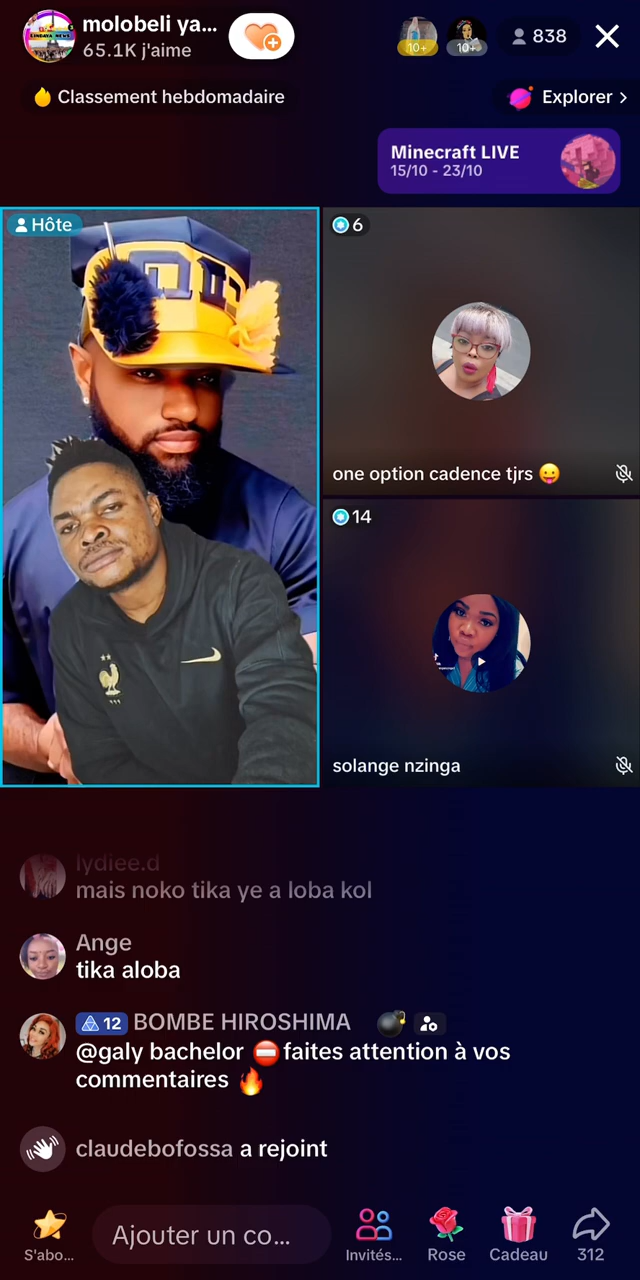 molobeli ya...
65.1K j'aime
10+
10+
838
Classement hebdomadaire
Explorer >
Minecraft LIVE
15/10 - 23/10
Hôte
6
one option cadence tjrs 😛
14
solange nzinga
lydiee.d
mais noko tika ye a loba kol
Ange
tika aloba
12 BOMBE HIROSHIMA 💣
@galy bachelor ⛔ faites attention à vos
commentaires 🔥
claudebofossa a rejoint
S'abo...
Ajouter un co...
Invités...
Rose
Cadeau
312